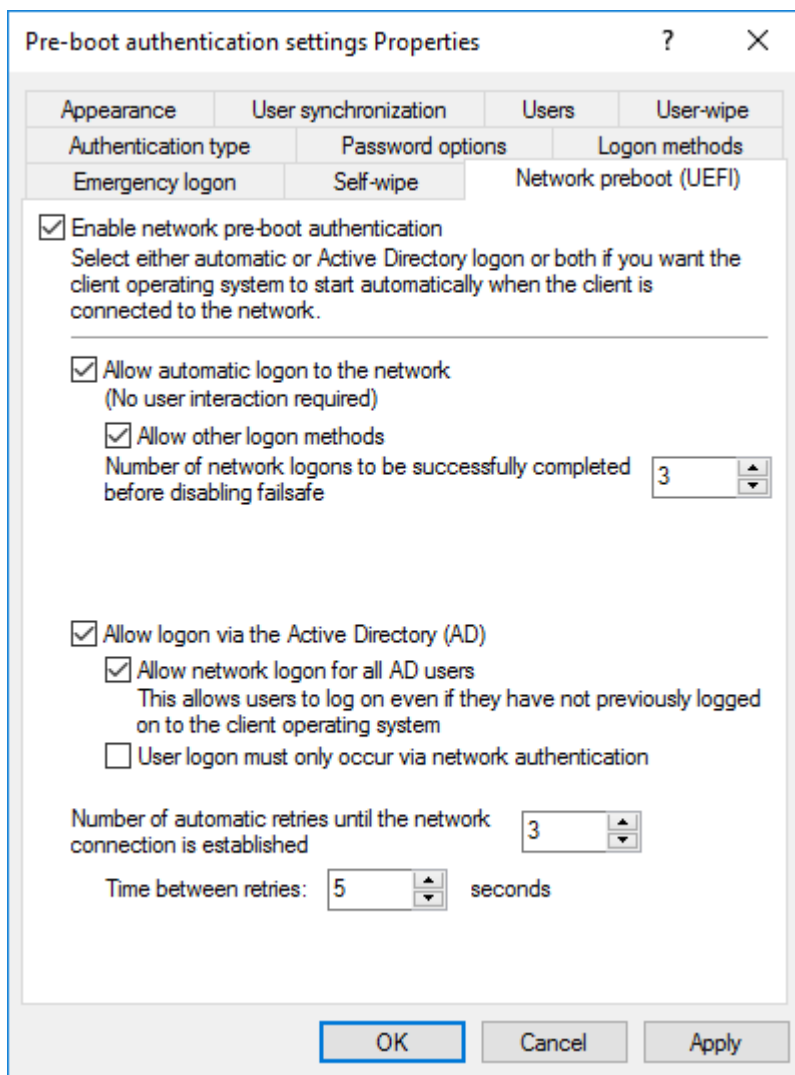 Pre-boot authentication settings Properties ?
Appearance User synchronization Users User-wipe
Authentication type Password options Logon methods
Emergency logon Self-wipe Network preboot (UEFI)
Enable network pre-boot authentication
Select either automatic or Active Directory logon or both if you want the
client operating system to start automatically when the client is
connected to the network.
Allow automatic logon to the network
(No user interaction required)
Allow other logon methods
Number of network logons to be successfully completed
before disabling failsafe
3
Allow logon via the Active Directory (AD)
Allow network logon for all AD users
This allows users to log on even if they have not previously logged
on to the client operating system
User logon must only occur via network authentication
Number of automatic retries until the network
connection is established
3
Time between retries: 5 seconds
OK Cancel Apply